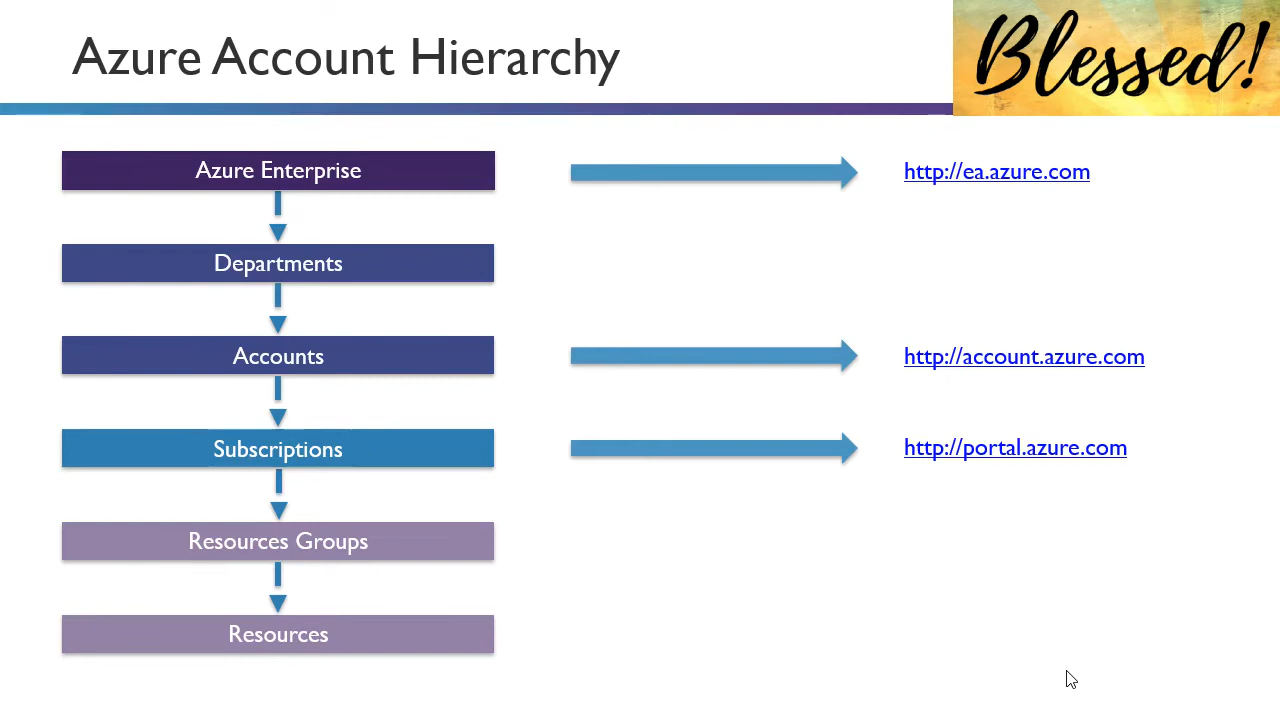 Azure Account Hierarchy
Blessed!
Azure Enterprise
http://ea.azure.com
Departments
Accounts
http://account.azure.com
Subscriptions
http://portal.azure.com
Resources Groups
Resources